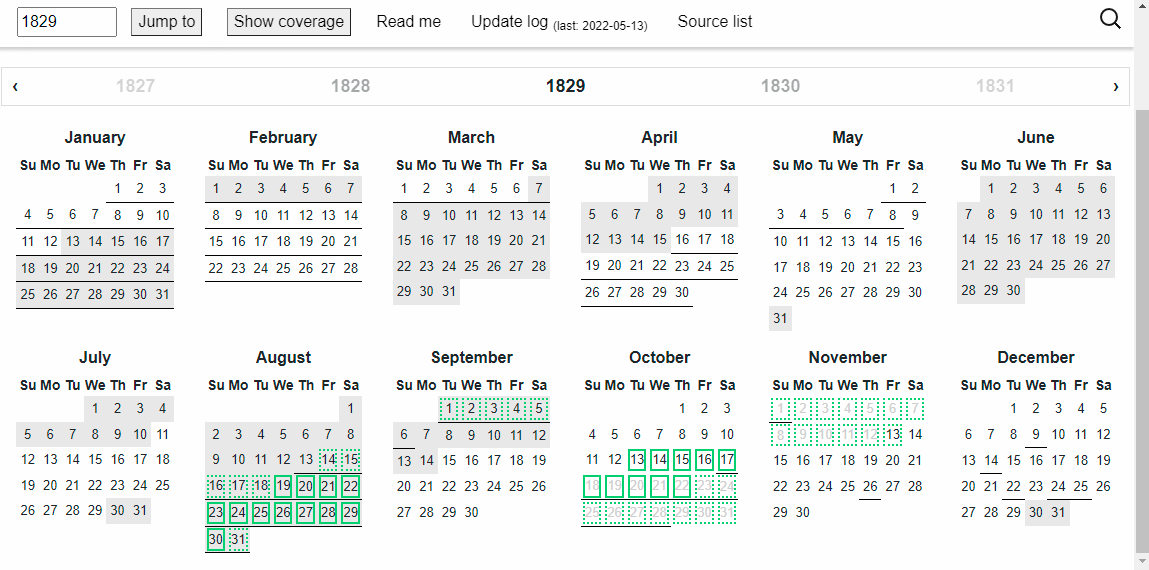 1829 Jump to Show coverage Read me Update log (last: 2022-05-13) Source list
‹ 1827 1828 1829 1830 1831 ›
January
Su Mo Tu We Th Fr Sa
1 2 3
4 5 6 7 8 9 10
11 12 13 14 15 16 17
18 19 20 21 22 23 24
25 26 27 28 29 30 31
February
Su Mo Tu We Th Fr Sa
1 2 3 4 5 6 7
8 9 10 11 12 13 14
15 16 17 18 19 20 21
22 23 24 25 26 27 28
March
Su Mo Tu We Th Fr Sa
1 2 3 4 5 6 7
8 9 10 11 12 13 14
15 16 17 18 19 20 21
22 23 24 25 26 27 28
29 30 31
April
Su Mo Tu We Th Fr Sa
1 2 3 4
5 6 7 8 9 10 11
12 13 14 15 16 17 18
19 20 21 22 23 24 25
26 27 28 29 30
May
Su Mo Tu We Th Fr Sa
1 2
3 4 5 6 7 8 9
10 11 12 13 14 15 16
17 18 19 20 21 22 23
24 25 26 27 28 29 30
31
June
Su Mo Tu We Th Fr Sa
1 2 3 4 5 6
7 8 9 10 11 12 13
14 15 16 17 18 19 20
21 22 23 24 25 26 27
28 29 30
July
Su Mo Tu We Th Fr Sa
1 2 3 4
5 6 7 8 9 10 11
12 13 14 15 16 17 18
19 20 21 22 23 24 25
26 27 28 29 30 31
August
Su Mo Tu We Th Fr Sa
1
2 3 4 5 6 7 8
9 10 11 12 13 14 15
16 17 18 19 20 21 22
23 24 25 26 27 28 29
30 31
September
Su Mo Tu We Th Fr Sa
1 2 3 4 5
6 7 8 9 10 11 12
13 14 15 16 17 18 19
20 21 22 23 24 25 26
27 28 29 30
October
Su Mo Tu We Th Fr Sa
1 2 3
4 5 6 7 8 9 10
11 12 13 14 15 16 17
18 19 20 21 22 23 24
25 26 27 28 29 30 31
November
Su Mo Tu We Th Fr Sa
1 2 3 4 5 6 7
8 9 10 11 12 13 14
15 16 17 18 19 20 21
22 23 24 25 26 27 28
29 30
December
Su Mo Tu We Th Fr Sa
1 2 3 4 5
6 7 8 9 10 11 12
13 14 15 16 17 18 19
20 21 22 23 24 25 26
27 28 29 30 31